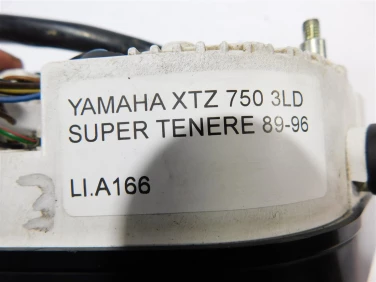 YAMAHA XTZ 750 3LD
SUPER TENERE 89-96
LI.A166